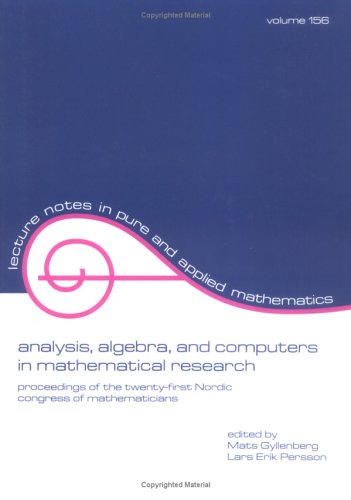 Copyrighted Material
volume 156
lecture notes in pure and applied mathematics
analysis, algebra, and computers
in mathematical research
proceedings of the twenty-first Nordic
congress of mathematicians
edited by
Mats Gyllenberg
Lars Erik Persson
Copyrighted Material